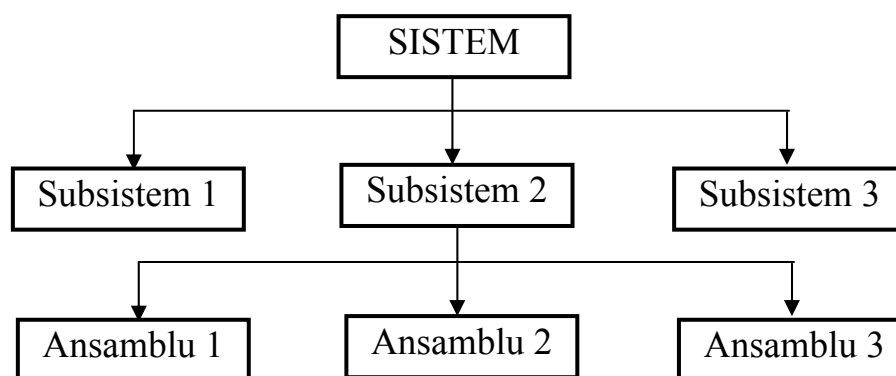 SISTEM
Subsistem 1
Subsistem 2
Subsistem 3
Ansamblu 1
Ansamblu 2
Ansamblu 3